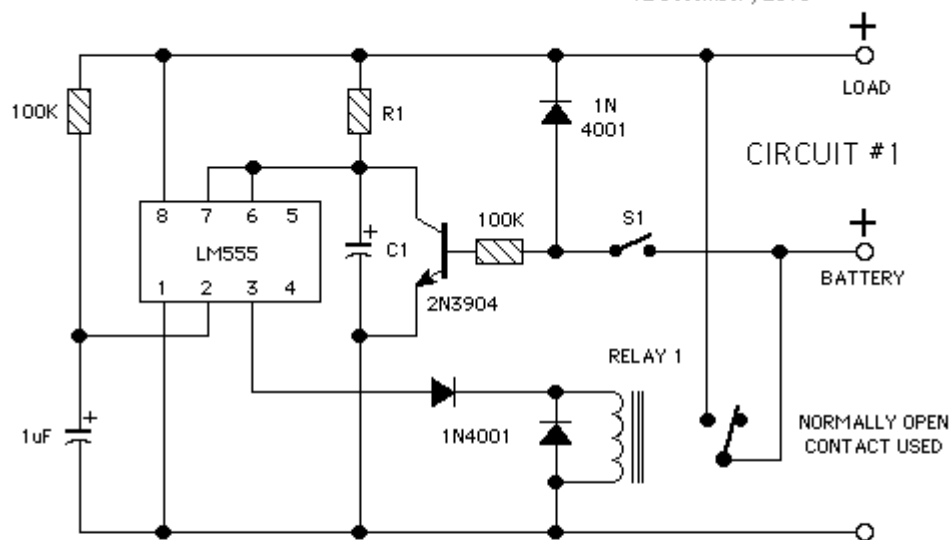 +
LOAD
100K
R1
1N
4001
CIRCUIT #1
8 7 6 5
LM555
1 2 3 4
+
C1
2N3904
100K
S1
+
BATTERY
RELAY 1
1N4001
+
1uF
NORMALLY OPEN
CONTACT USED